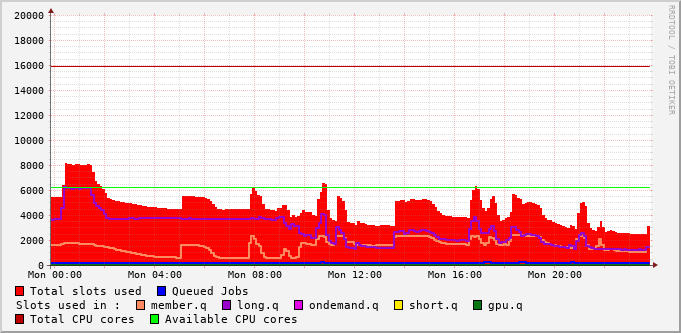 20000
18000
16000
14000
12000
10000
8000
6000
4000
2000
0
Mon 00:00 Mon 04:00 Mon 08:00 Mon 12:00 Mon 16:00 Mon 20:00
Total slots used Queued Jobs
Slots used in : member.q long.q ondemand.q short.q gpu.q
Total CPU cores Available CPU cores
RRDTOOL / TOBI OETIKER